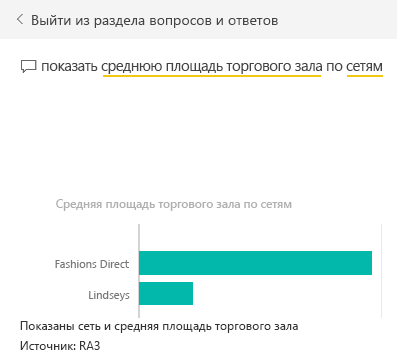 Выйти из раздела вопросов и ответов
показать среднюю площадь торгового зала по сетям
Средняя площадь торгового зала по сетям
Fashions Direct
Lindseys
Показаны сеть и средняя площадь торгового зала
Источник: RA3